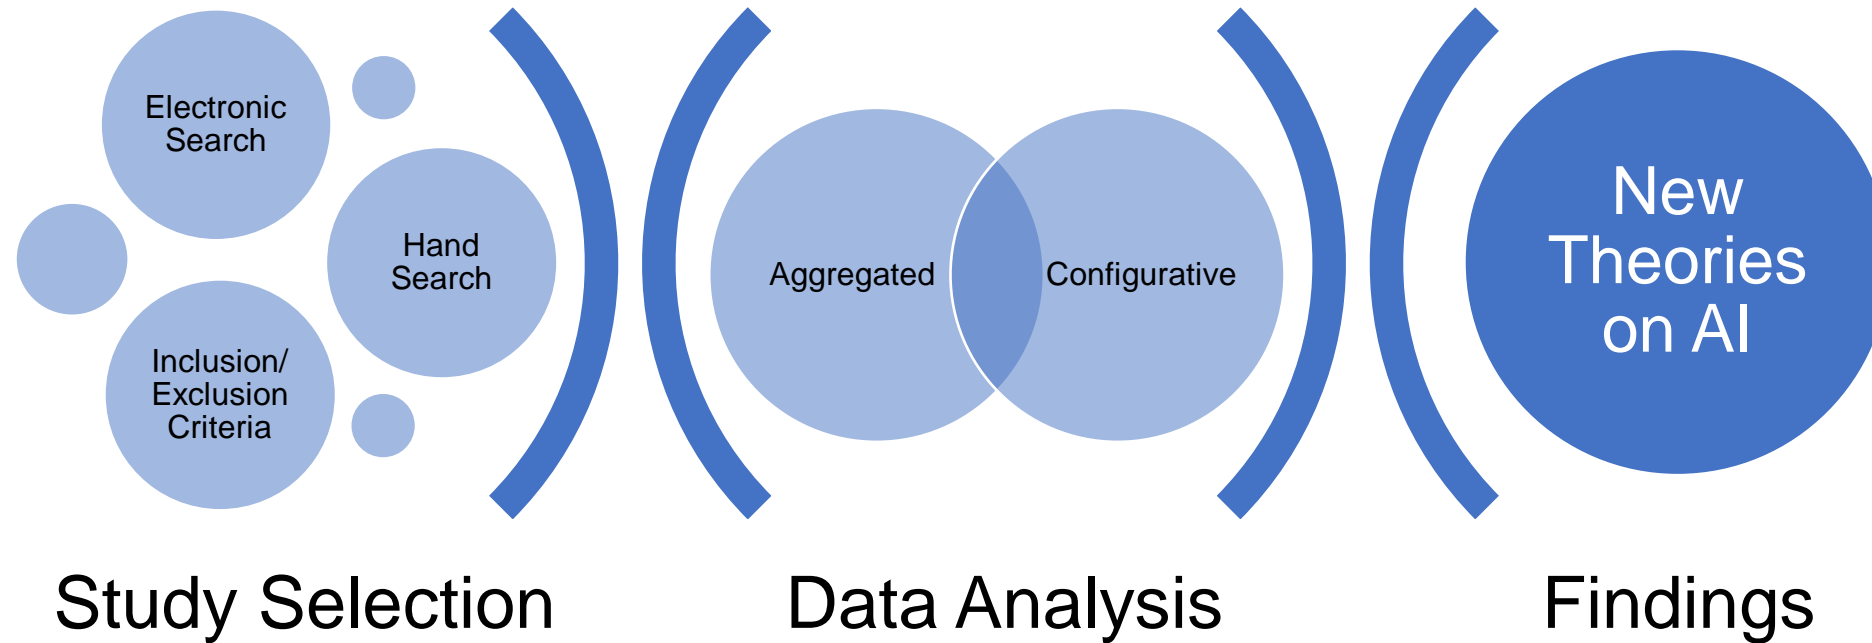 Electronic
Search
Hand
Search
Inclusion/
Exclusion
Criteria
Aggregated
Configurative
New
Theories
on AI
Study Selection
Data Analysis
Findings